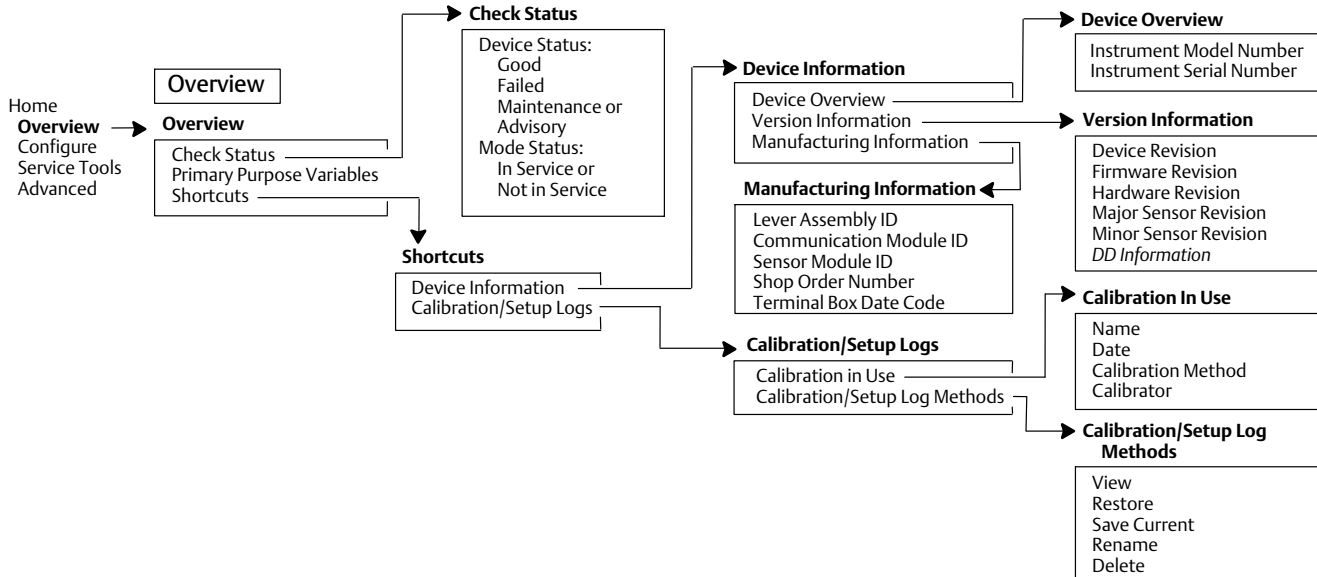 Overview
Home
Overview
Configure
Service Tools
Advanced
Overview
Check Status
Primary Purpose Variables
Shortcuts
Check Status
Device Status:
Good
Failed
Maintenance or
Advisory
Mode Status:
In Service or
Not in Service
Shortcuts
Device Information
Calibration/Setup Logs
Device Information
Device Overview
Version Information
Manufacturing Information
Manufacturing Information
Lever Assembly ID
Communication Module ID
Sensor Module ID
Shop Order Number
Terminal Box Date Code
Calibration/Setup Logs
Calibration in Use
Calibration/Setup Log Methods
Device Overview
Instrument Model Number
Instrument Serial Number
Version Information
Device Revision
Firmware Revision
Hardware Revision
Major Sensor Revision
Minor Sensor Revision
DD Information
Calibration In Use
Name
Date
Calibration Method
Calibrator
Calibration/Setup Log
Methods
View
Restore
Save Current
Rename
Delete